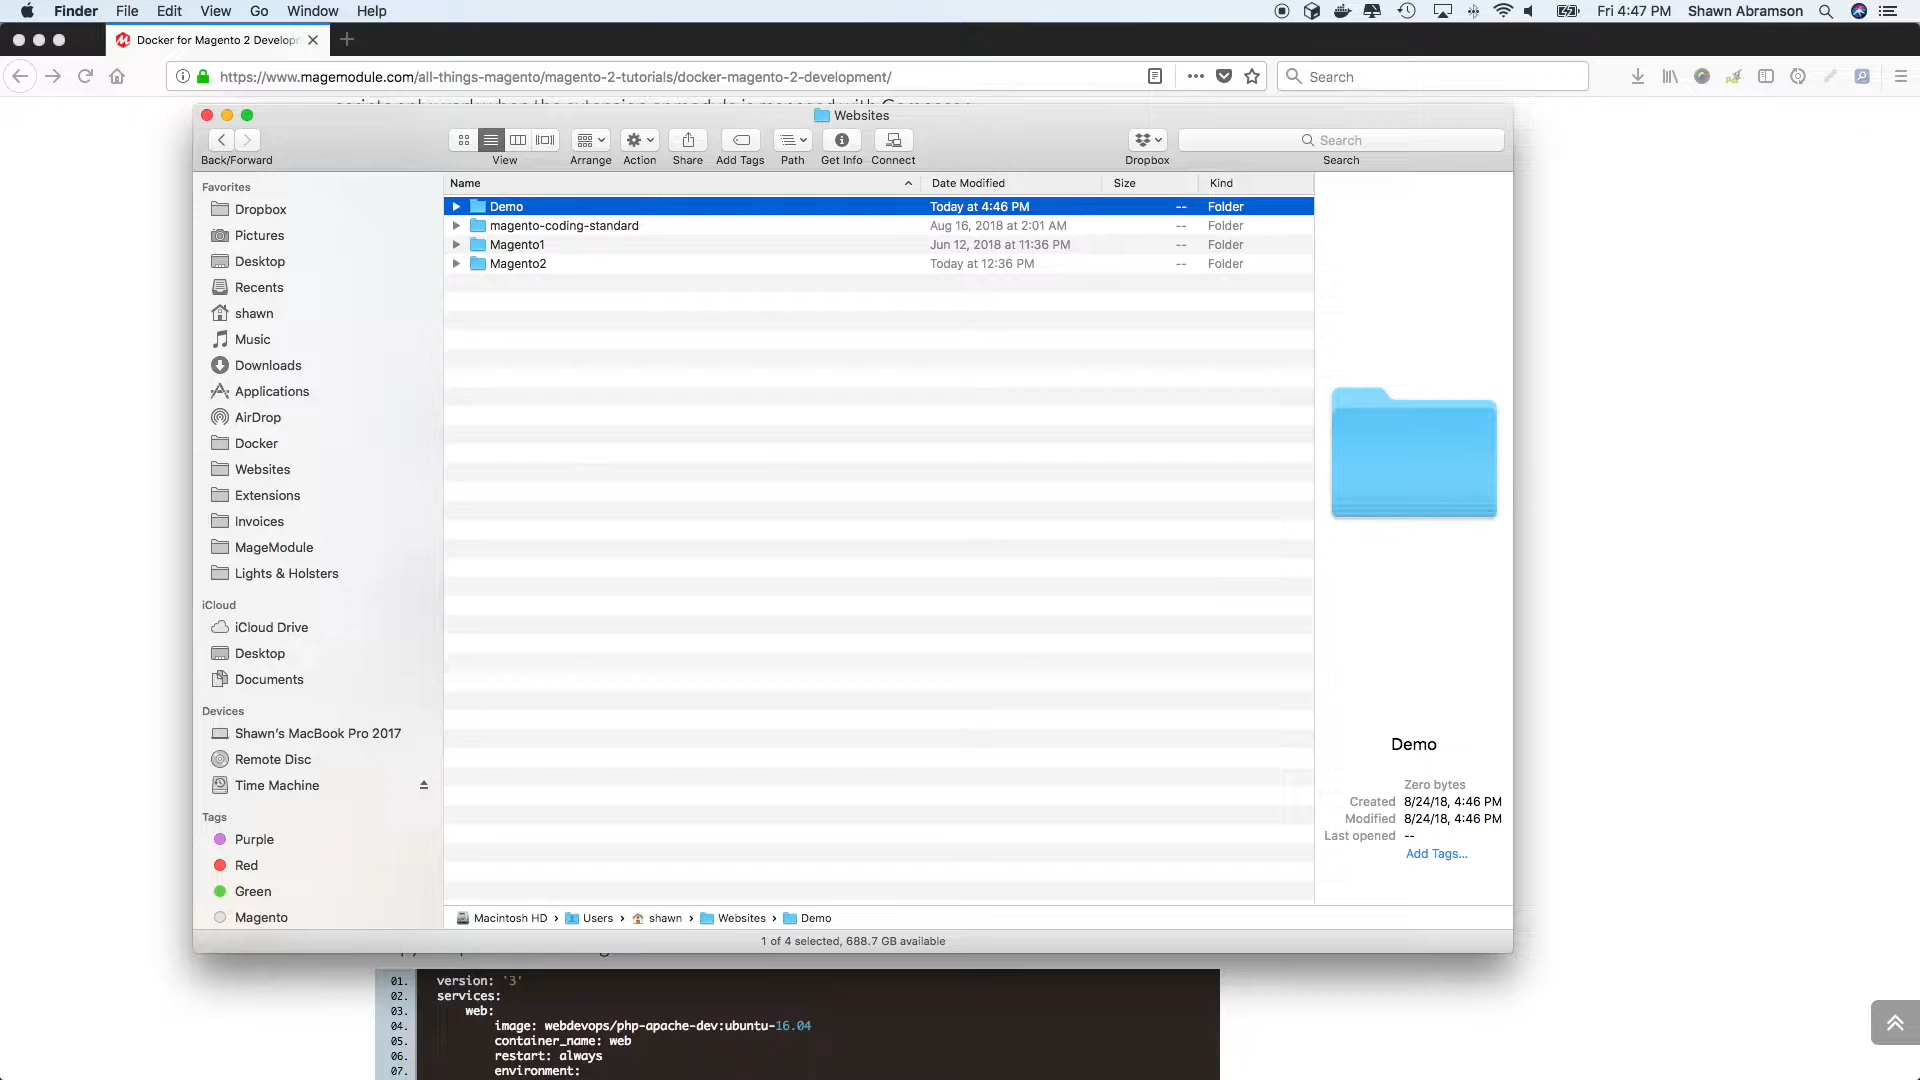 Finder File Edit View Go Window Help
Fri 4:47 PM Shawn Abramson
Docker for Magento 2 Develop
https://www.magemodule.com/all-things-magento/magento-2-tutorials/docker-magento-2-development/
Search
Websites
Back/Forward
View
Arrange
Action
Share
Add Tags
Path
Get Info
Connect
Dropbox
Search
Search
Favorites
Dropbox
Pictures
Desktop
Recents
shawn
Music
Downloads
Applications
AirDrop
Docker
Websites
Extensions
Invoices
MageModule
Lights & Holsters
iCloud
iCloud Drive
Desktop
Documents
Devices
Shawn's MacBook Pro 2017
Remote Disc
Time Machine
Tags
Purple
Red
Green
Magento
Name Date Modified Size Kind
Demo Today at 4:46 PM -- Folder
magento-coding-standard Aug 16, 2018 at 2:01 AM -- Folder
Magento1 Jun 12, 2018 at 11:36 PM -- Folder
Magento2 Today at 12:36 PM -- Folder
Demo
Zero bytes
Created 8/24/18, 4:46 PM
Modified 8/24/18, 4:46 PM
Last opened --
Add Tags...
Macintosh HD › Users › shawn › Websites › Demo
1 of 4 selected, 688.7 GB available
01. version: '3'
02. services:
03. web:
04. image: webdevops/php-apache-dev:ubuntu-16.04
05. container_name: web
06. restart: always
07. environment: